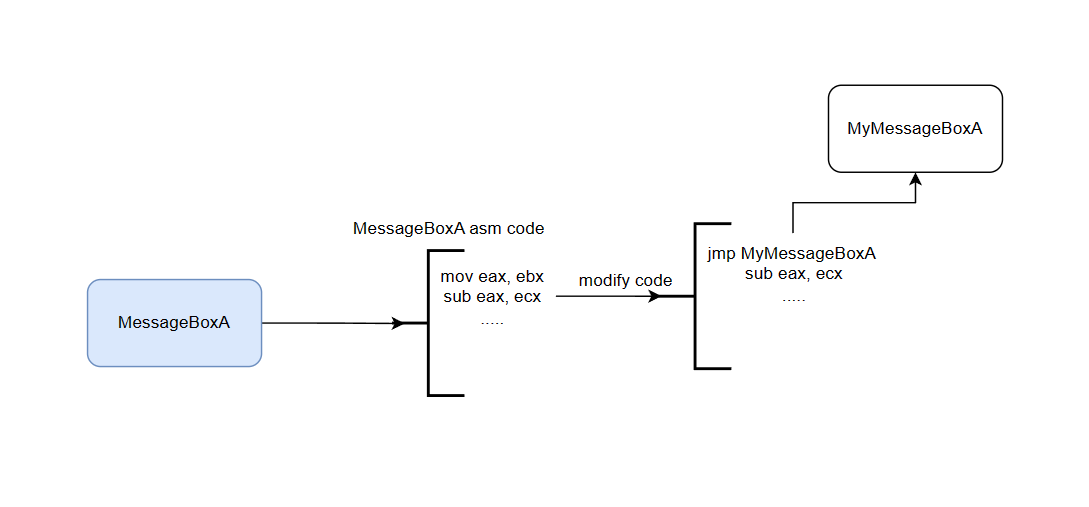 MessageBoxA
MessageBoxA asm code
mov eax, ebx
sub eax, ecx
.....
modify code
jmp MyMessageBoxA
sub eax, ecx
.....
MyMessageBoxA